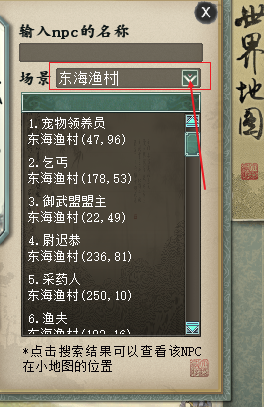 X
输入npc的名称
场景 东海渔村
1.宠物领养员
东海渔村(47,96)
2.乞丐
东海渔村(178,53)
3.御武盟盟主
东海渔村(22,49)
4.尉迟恭
东海渔村(236,81)
5.采药人
东海渔村(250,10)
6.渔夫
*点击搜索结果可以查看该NPC
在小地图的位置
世界地图